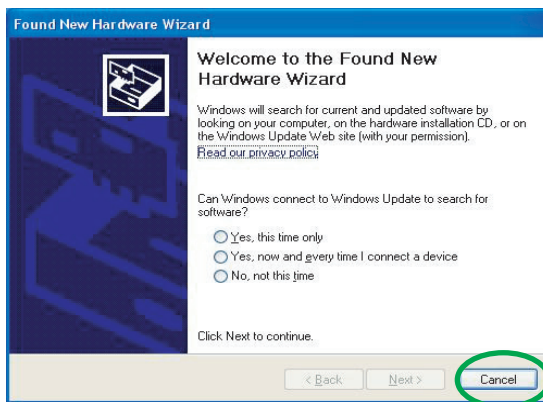 Found New Hardware Wizard
Welcome to the Found New
Hardware Wizard
Windows will search for current and updated software by
looking on your computer, on the hardware installation CD, or on
the Windows Update Web site (with your permission).
Read our privacy policy
Can Windows connect to Windows Update to search for
software?
Yes, this time only
Yes, now and every time I connect a device
No, not this time
Click Next to continue.
< Back Next > Cancel